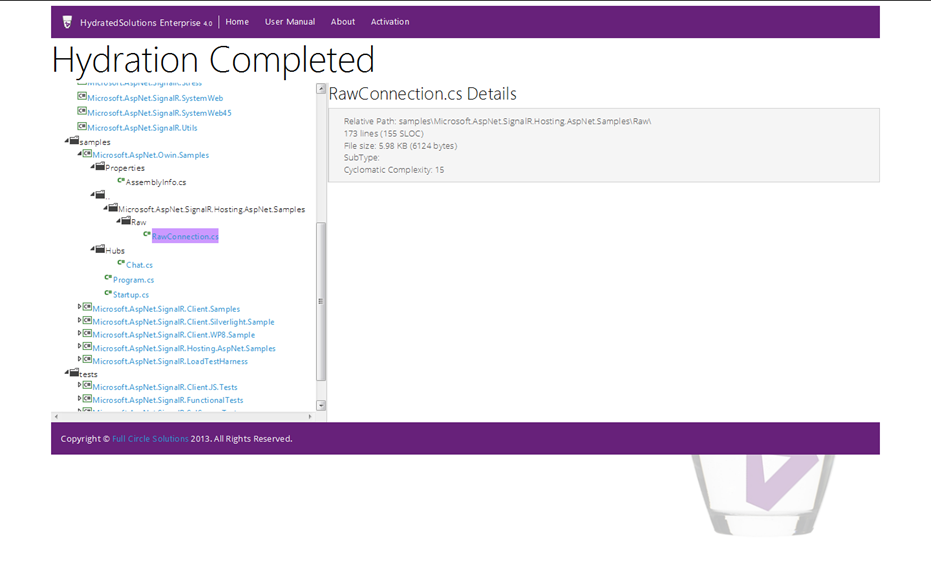 HydratedSolutions Enterprise 4.0 Home User Manual About Activation
Hydration Completed
Microsoft.AspNet.SignalR.Stress
Microsoft.AspNet.SignalR.SystemWeb
Microsoft.AspNet.SignalR.SystemWeb45
Microsoft.AspNet.SignalR.Utils
samples
Microsoft.AspNet.Owin.Samples
Properties
AssemblyInfo.cs
..
Microsoft.AspNet.SignalR.Hosting.AspNet.Samples
Raw
RawConnection.cs
Hubs
Chat.cs
Program.cs
Startup.cs
Microsoft.AspNet.SignalR.Client.Samples
Microsoft.AspNet.SignalR.Client.Silverlight.Sample
Microsoft.AspNet.SignalR.Client.WP8.Sample
Microsoft.AspNet.SignalR.Hosting.AspNet.Samples
Microsoft.AspNet.SignalR.LoadTestHarness
tests
Microsoft.AspNet.SignalR.Client.JS.Tests
Microsoft.AspNet.SignalR.FunctionalTests
RawConnection.cs Details
Relative Path: samples\Microsoft.AspNet.SignalR.Hosting.AspNet.Samples\Raw\
173 lines (155 SLOC)
File size: 5.98 KB (6124 bytes)
SubType:
Cyclomatic Complexity: 15
Copyright © Full Circle Solutions 2013. All Rights Reserved.